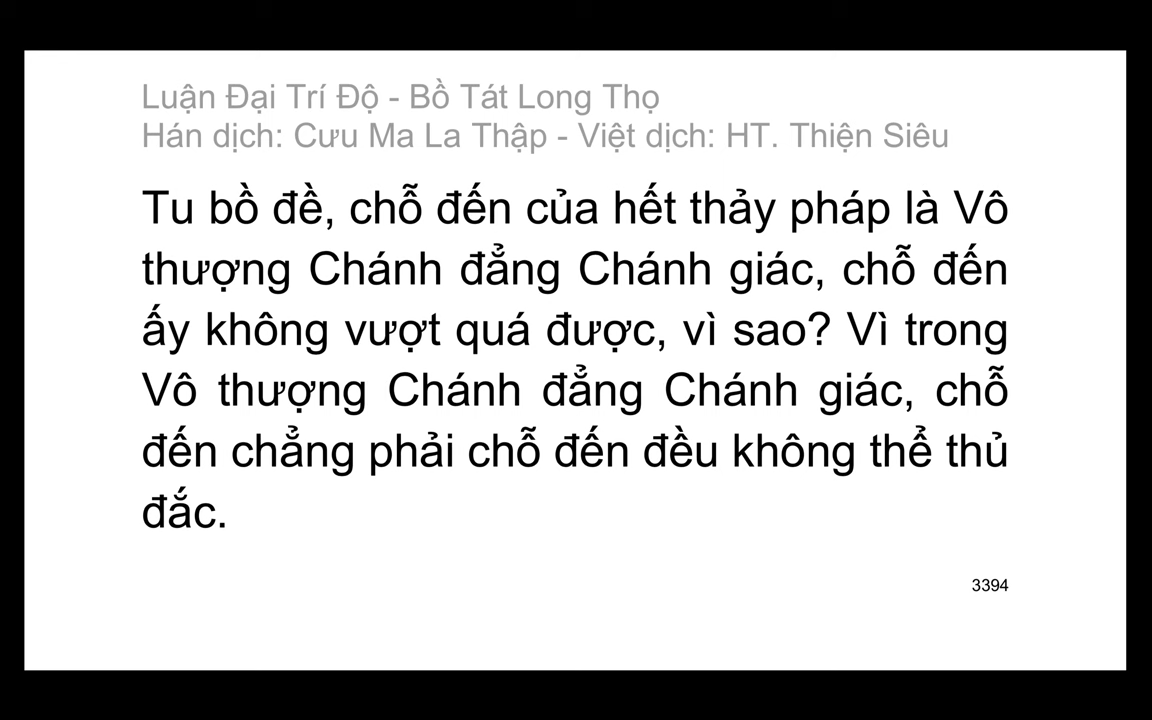 Luận Đại Trí Độ - Bồ Tát Long Thọ
Hán dịch: Cưu Ma La Thập - Việt dịch: HT. Thiện Siêu
Tu bồ đề, chỗ đến của hết thảy pháp là Vô
thượng Chánh đẳng Chánh giác, chỗ đến
ấy không vượt quá được, vì sao? Vì trong
Vô thượng Chánh đẳng Chánh giác, chỗ
đến chẳng phải chỗ đến đều không thể thủ
đắc.
3394